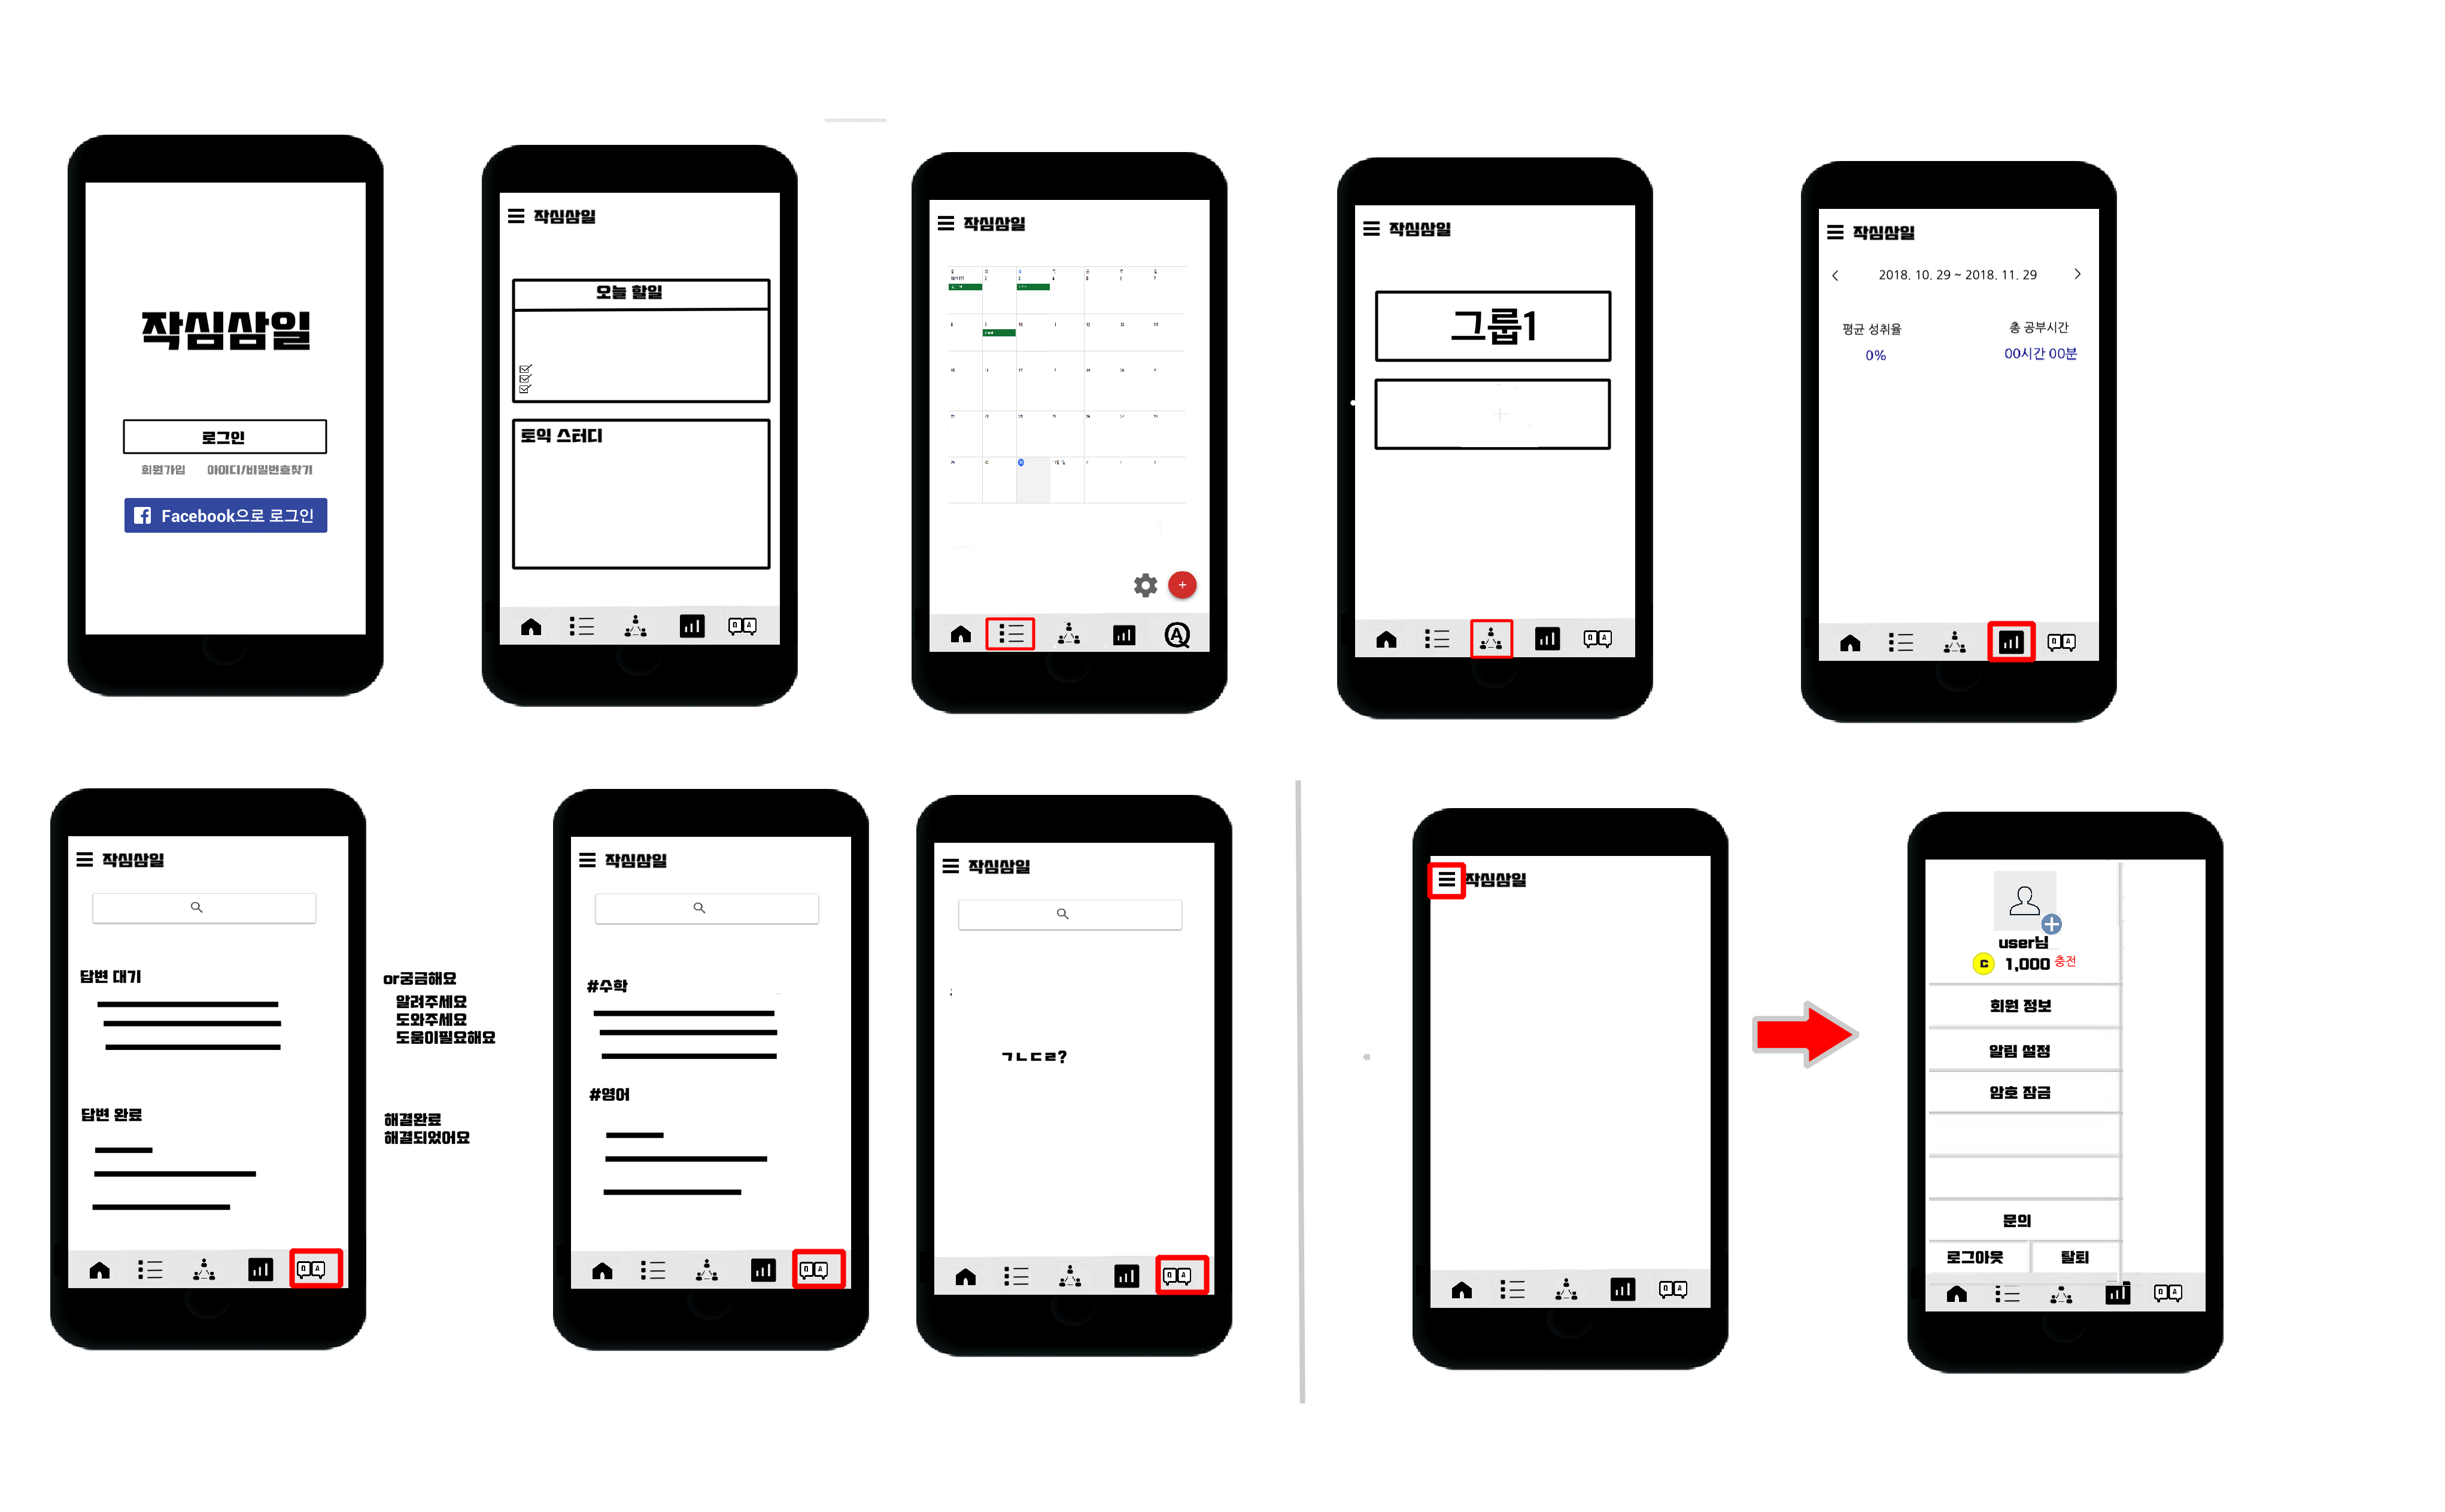 작심삼일
로그인
회원가입 아이디/비밀번호찾기
Facebook으로 로그인
작심삼일
오늘 할일
토익 스터디
작심삼일
작심삼일
그룹1
작심삼일
2018. 10. 29 ~ 2018. 11. 29
평균 성취율 총 공부시간
0% 00시간 00분
작심삼일
답변 대기
답변 완료
or궁금해요
알려주세요
도와주세요
도움이필요해요
해결완료
해결되었어요
작심삼일
#수학
#영어
작심삼일
ㄱㄴㄷㄹ?
작심삼일
user님
C 1,000 충전
회원 정보
알림 설정
암호 잠금
문의
로그아웃 탈퇴